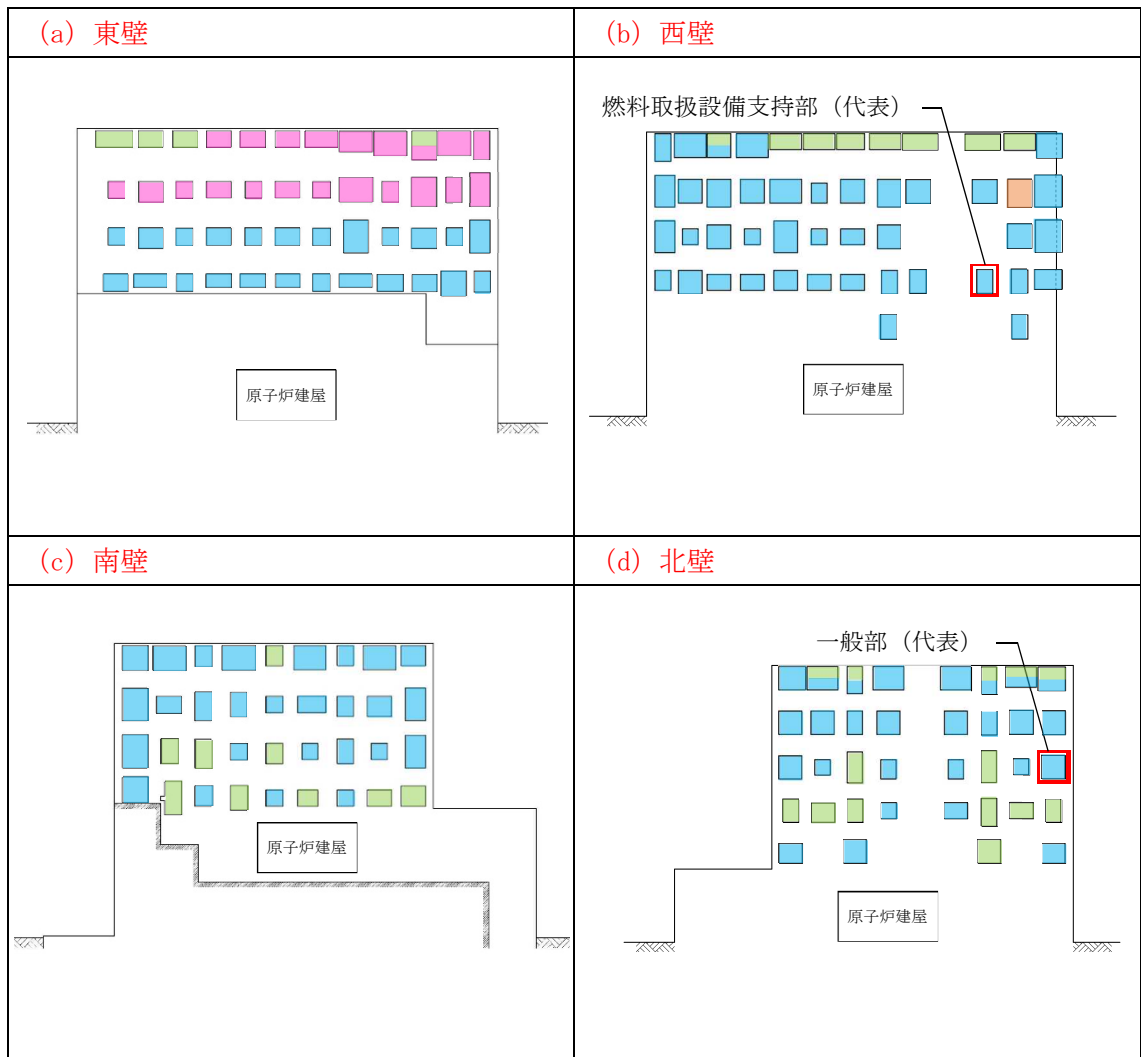 (a) 東壁
(b) 西壁
燃料取扱設備支持部（代表）
原子炉建屋
原子炉建屋
(c) 南壁
(d) 北壁
一般部（代表）
原子炉建屋
原子炉建屋